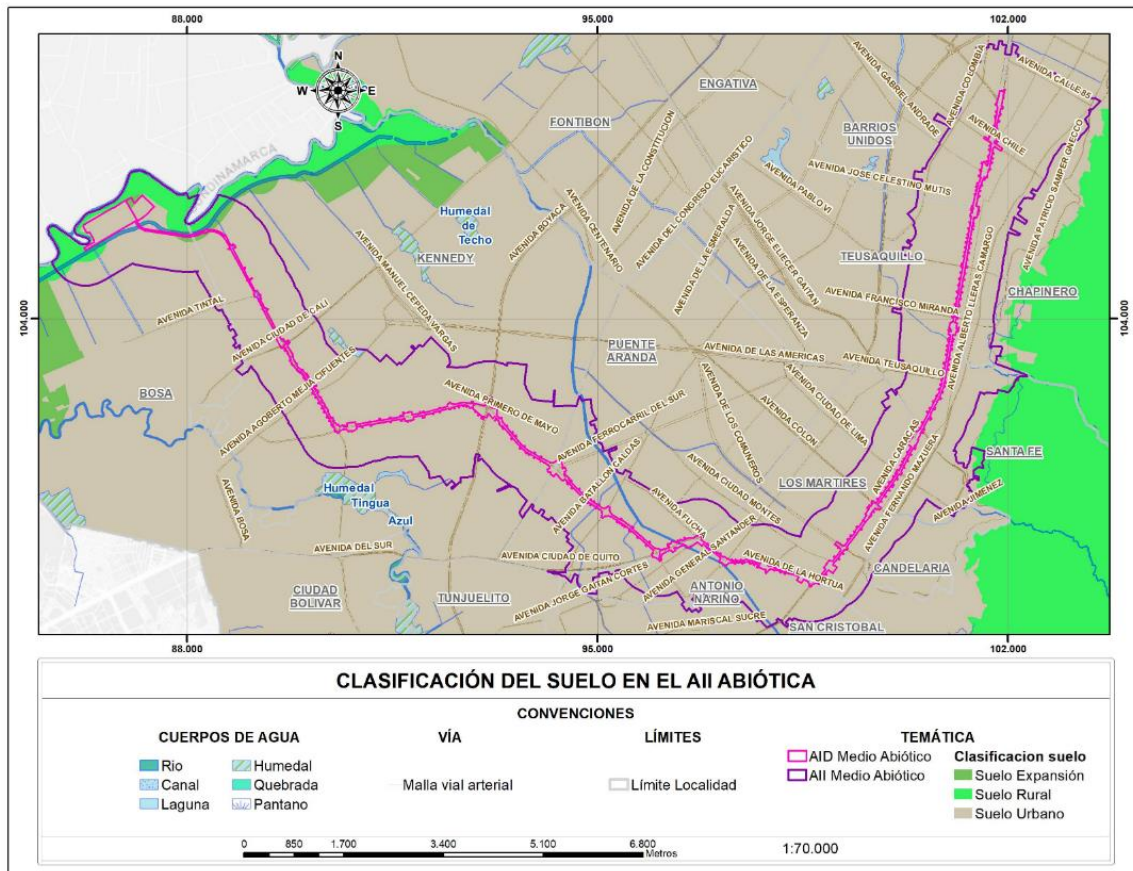 88.000 95.000 102.000
N
W E
S
CUNDINAMARCA
ENGATIVA
FONTIBON
BARRIOS
UNIDOS
AVENIDA GABRIEL ANDRADE
AVENIDA COLOMBIA
AVENIDA CALLE 85
AVENIDA CHILE
AVENIDA PATRICIO SAMPER GNECCO
AVENIDA DE LA CONSTITUCION
AVENIDA DEL CONGRESO EUCARISTICO
AVENIDA JOSE CELESTINO MUTIS
AVENIDA PABLO VI
Humedal
de
Techo
AVENIDA BOYACA
AVENIDA CENTENARIO
AVENIDA DE LA ESMERALDA
AVENIDA JORGE ELIECER GAITAN
AVENIDA DE LA ESPERANZA
TEUSAQUILLO
KENNEDY
AVENIDA MANUEL CEPEDA VARGAS
AVENIDA FRANCISCO MIRANDA
AVENIDA ALBERTO LLERAS CAMARGO
CHAPINERO
104.000 104.000
AVENIDA TINTAL
AVENIDA CIUDAD DE CALI
PUENTE
ARANDA
AVENIDA DE LAS AMERICAS
AVENIDA TEUSAQUILLO
BOSA
AVENIDA AGOBERTO MEJIA CIFUENTES
AVENIDA PRIMERO DE MAYO
AVENIDA FERROCARRIL DEL SUR
AVENIDA DE LOS COMUNEROS
AVENIDA COLON
AVENIDA CIUDAD DE LIMA
AVENIDA CARACAS
AVENIDA FERNANDO MAZUERA
SANTA FE
AVENIDA BOSA
Humedal
Tingua
Azul
AVENIDA BATALLON CALDAS
AVENIDA CIUDAD MONTES
LOS MARTIRES
AVENIDA JIMENEZ
AVENIDA FUCHA
AVENIDA GENERAL SANTANDER
AVENIDA DEL SUR
AVENIDA CIUDAD DE QUITO
AVENIDA DE LA HORTUA
CANDELARIA
CIUDAD
BOLIVAR
TUNJUELITO
AVENIDA JORGE GAITAN CORTES
ANTONIO
NARIÑO
AVENIDA MARISCAL SUCRE
SAN CRISTOBAL
88.000 95.000 102.000
CLASIFICACIÓN DEL SUELO EN EL AII ABIÓTICA
CONVENCIONES
CUERPOS DE AGUA VÍA LÍMITES TEMÁTICA
Rio Humedal AID Medio Abiótico Clasificacion suelo
Canal Quebrada Malla vial arterial Límite Localidad AII Medio Abiótico Suelo Expansión
Laguna Pantano Suelo Rural
Suelo Urbano
0 850 1.700 3.400 5.100 6.800
Metros
1:70.000